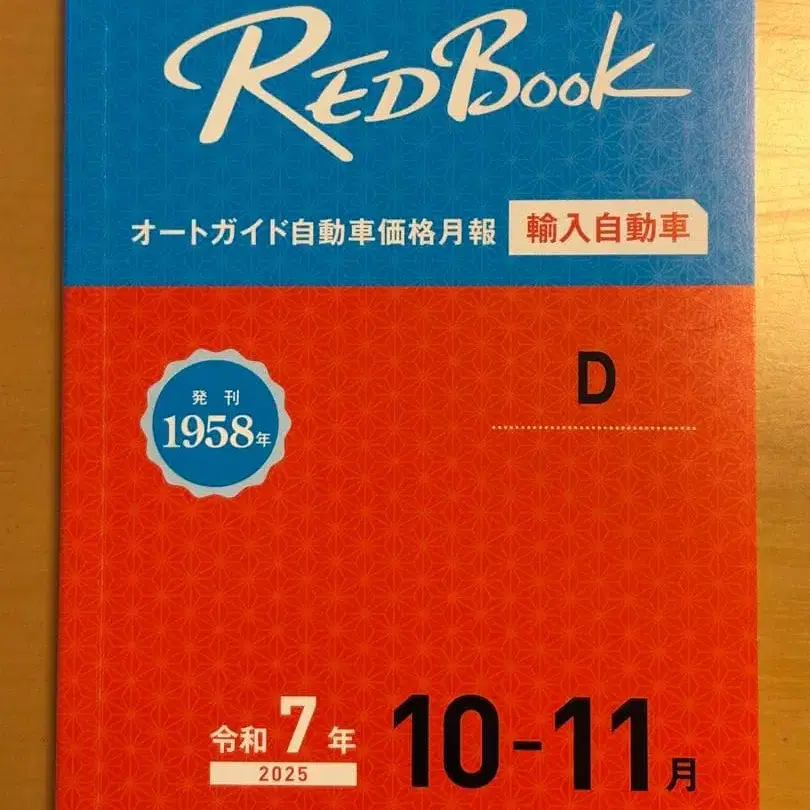 REDBook
オートガイド自動車価格月報 輸入自動車
D
発刊
1958年
令和7年 10-11月
2025